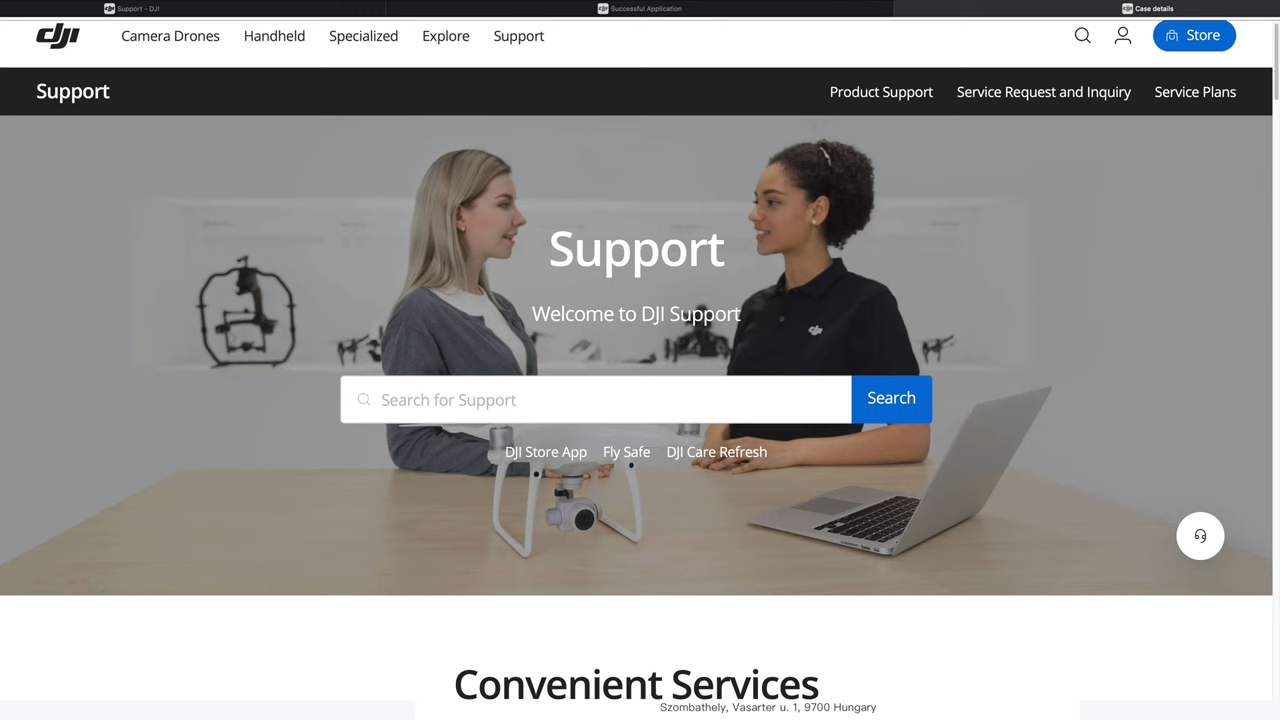 Support - DJI
Successful Application
Case details
dji
Camera Drones
Handheld
Specialized
Explore
Support
Store
Support
Product Support
Service Request and Inquiry
Service Plans
Support
Welcome to DJI Support
Search for Support
Search
DJI Store App
Fly Safe
DJI Care Refresh
Convenient Services
Szombathely, Vasarter u. 1, 9700 Hungary